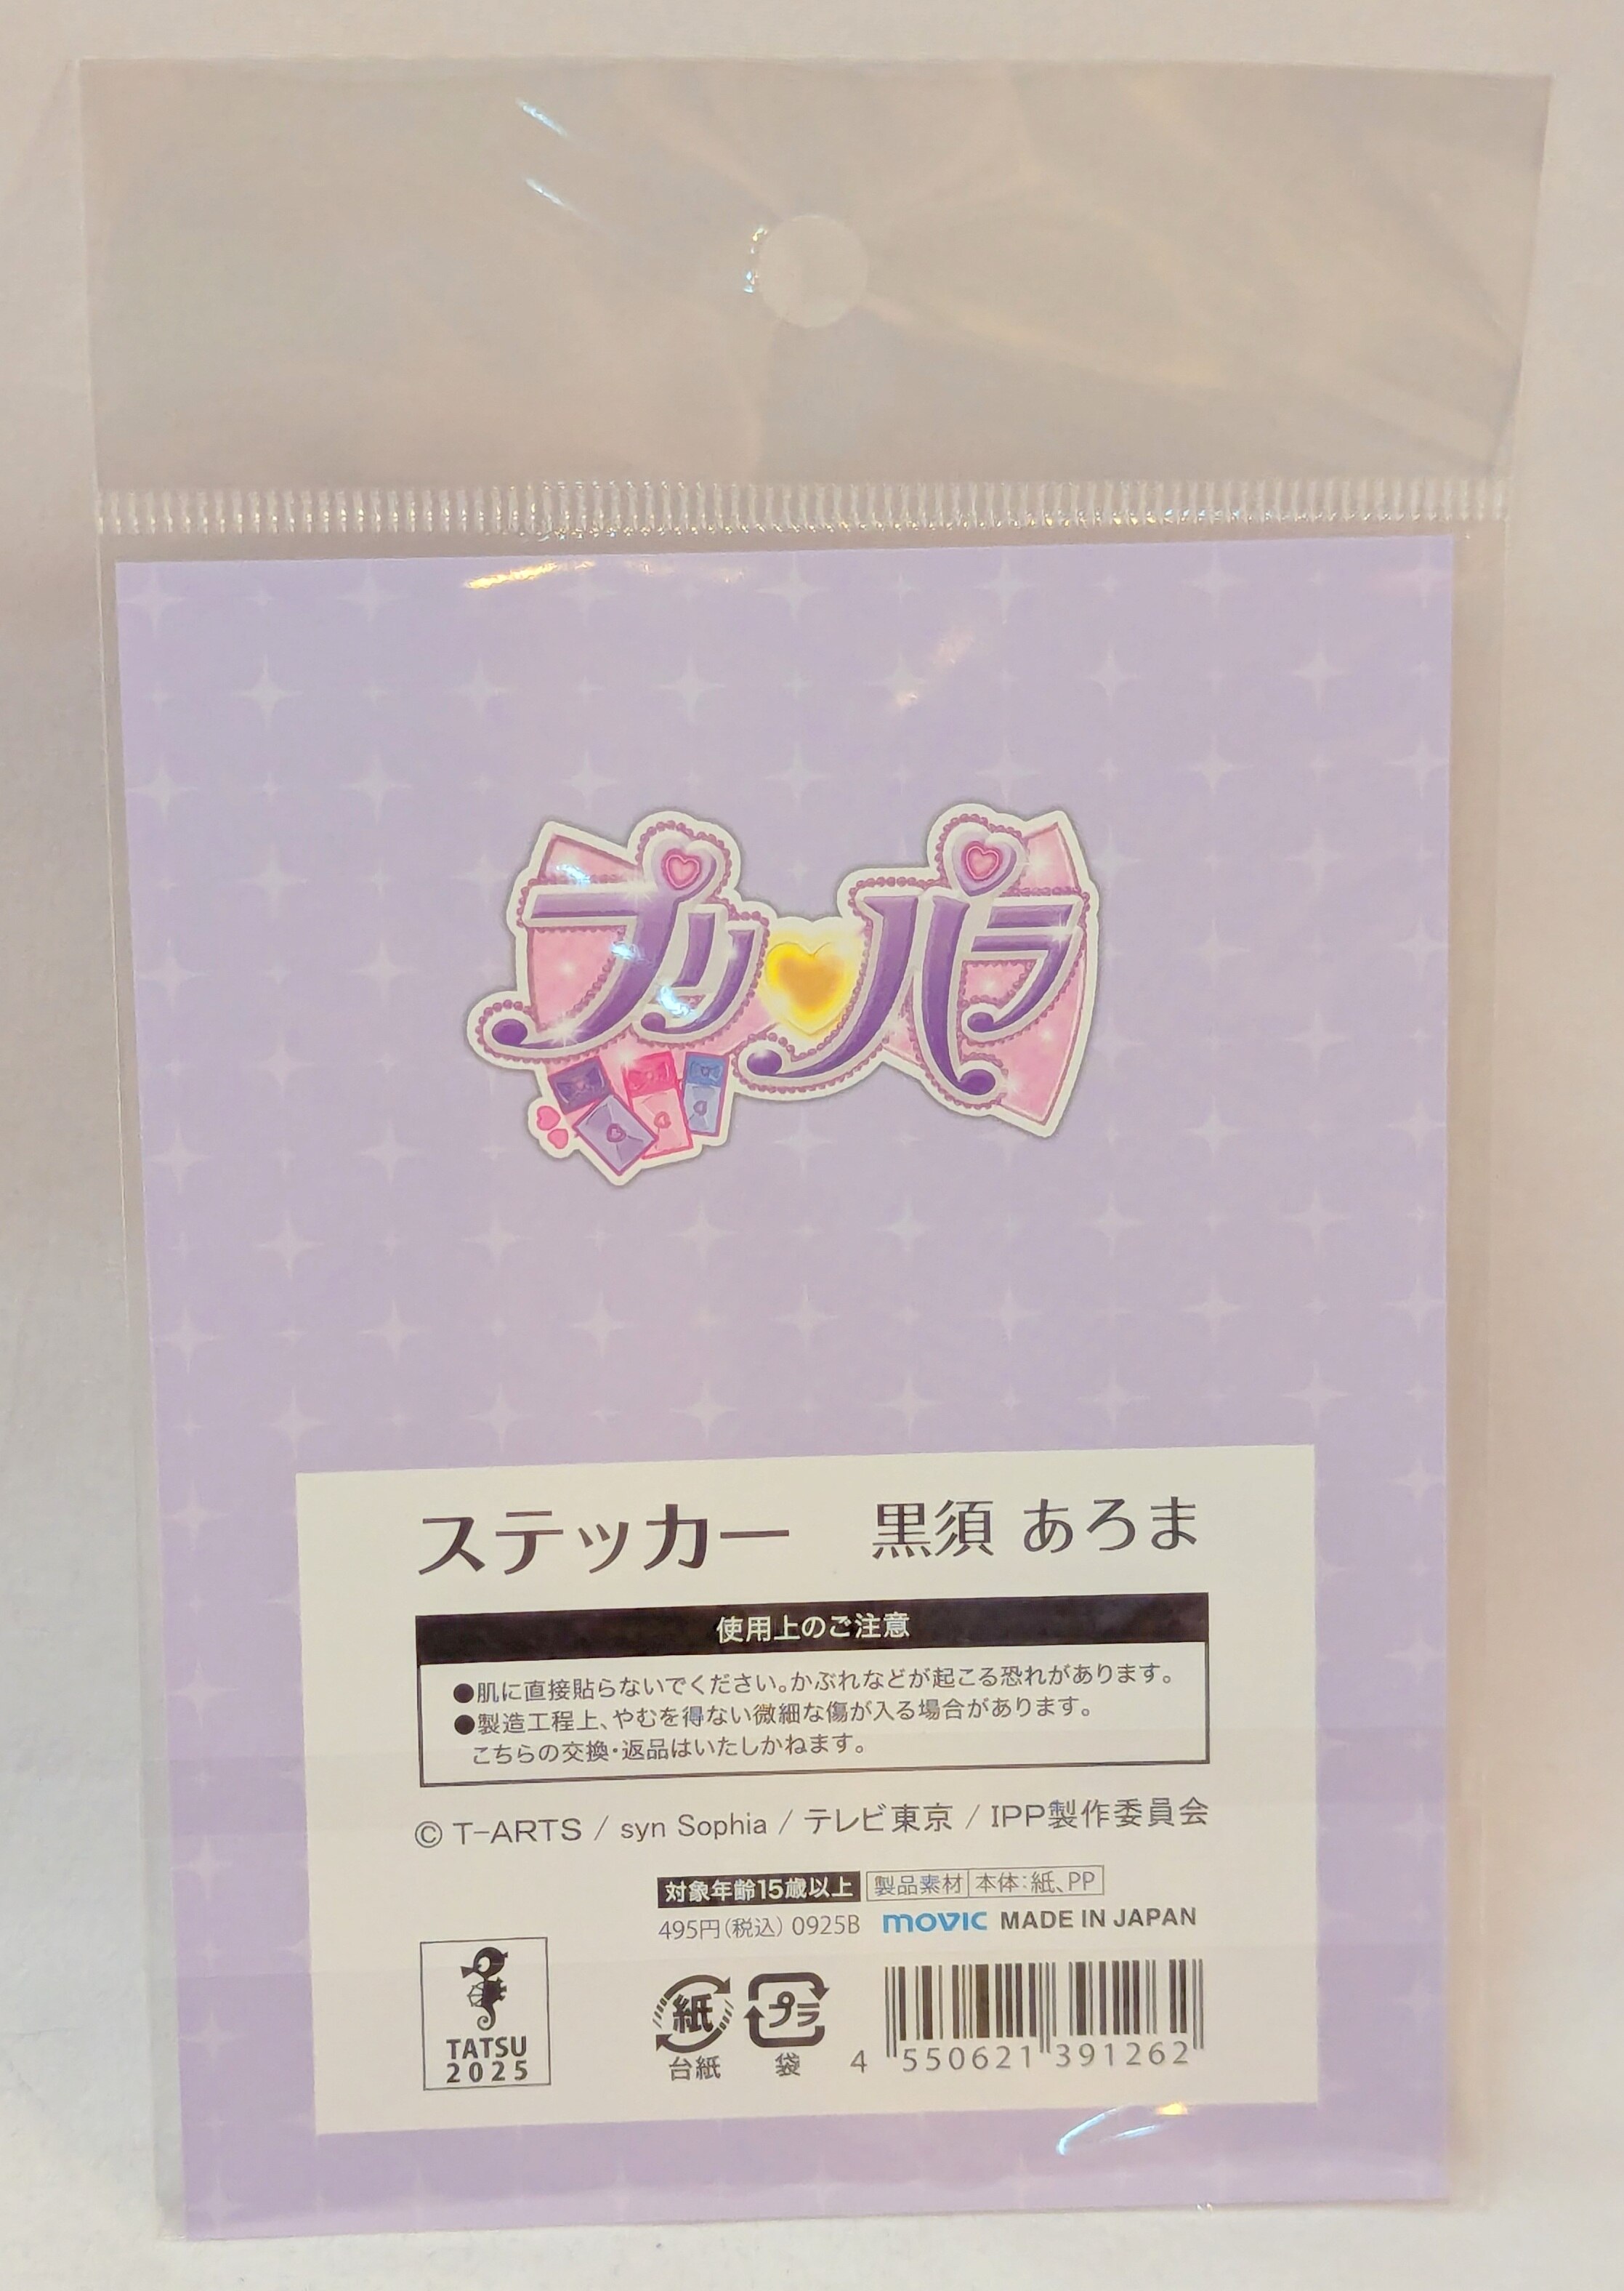 プリパラ
ステッカー 黒須 あろま
使用上のご注意
●肌に直接貼らないでください。かぶれなどが起こる恐れがあります。
●製造工程上、やむを得ない微細な傷が入る場合があります。
こちらの交換・返品はいたしかねます。
© T-ARTS / syn Sophia / テレビ東京 / IPP製作委員会
対象年齢15歳以上 製品素材 本体:紙、PP
495円(税込) 0925B movic MADE IN JAPAN
TATSU
2025
紙 プラ
台紙 袋
4 550621 391262